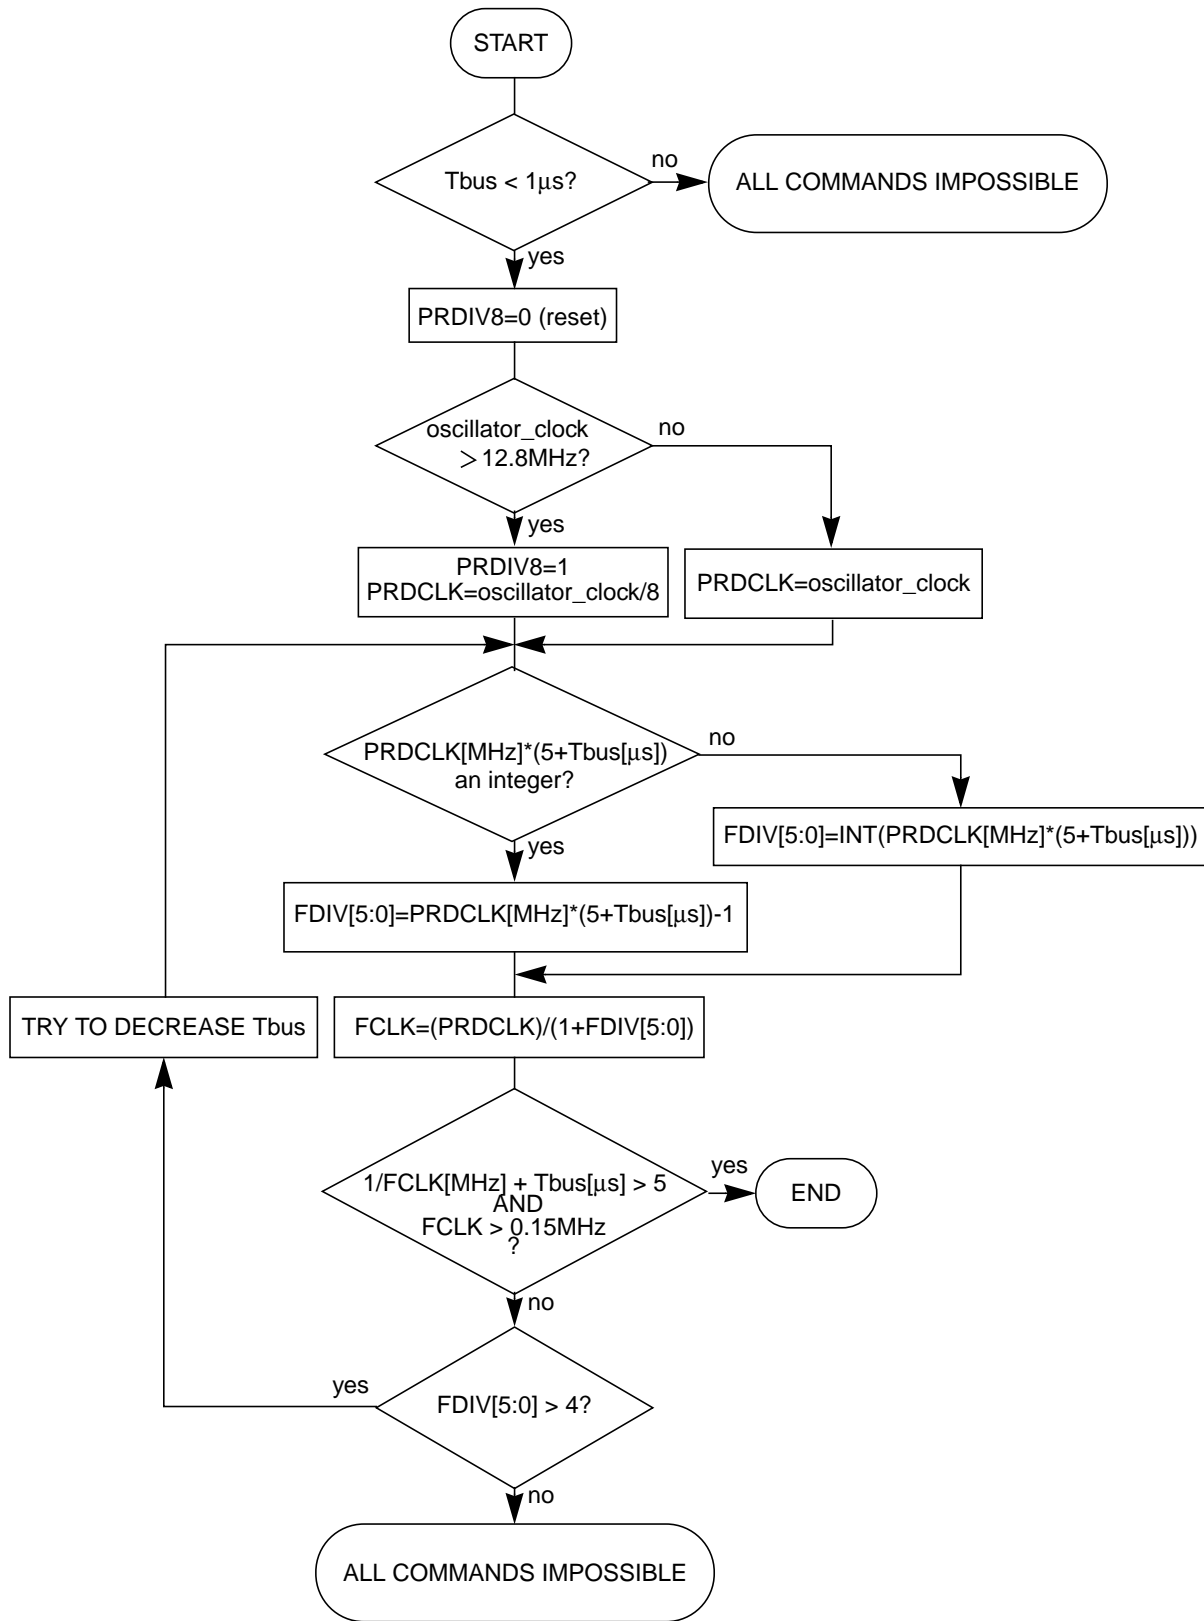 START
Tbus < 1μs?
no
ALL COMMANDS IMPOSSIBLE
yes
PRDIV8=0 (reset)
oscillator_clock
> 12.8MHz?
no
yes
PRDIV8=1
PRDCLK=oscillator_clock/8
PRDCLK=oscillator_clock
PRDCLK[MHz]*(5+Tbus[μs])
an integer?
no
yes
FDIV[5:0]=INT(PRDCLK[MHz]*(5+Tbus[μs]))
FDIV[5:0]=PRDCLK[MHz]*(5+Tbus[μs])-1
TRY TO DECREASE Tbus
FCLK=(PRDCLK)/(1+FDIV[5:0])
1/FCLK[MHz] + Tbus[μs] > 5
AND
FCLK > 0.15MHz
?
yes
END
no
yes
FDIV[5:0] > 4?
no
ALL COMMANDS IMPOSSIBLE